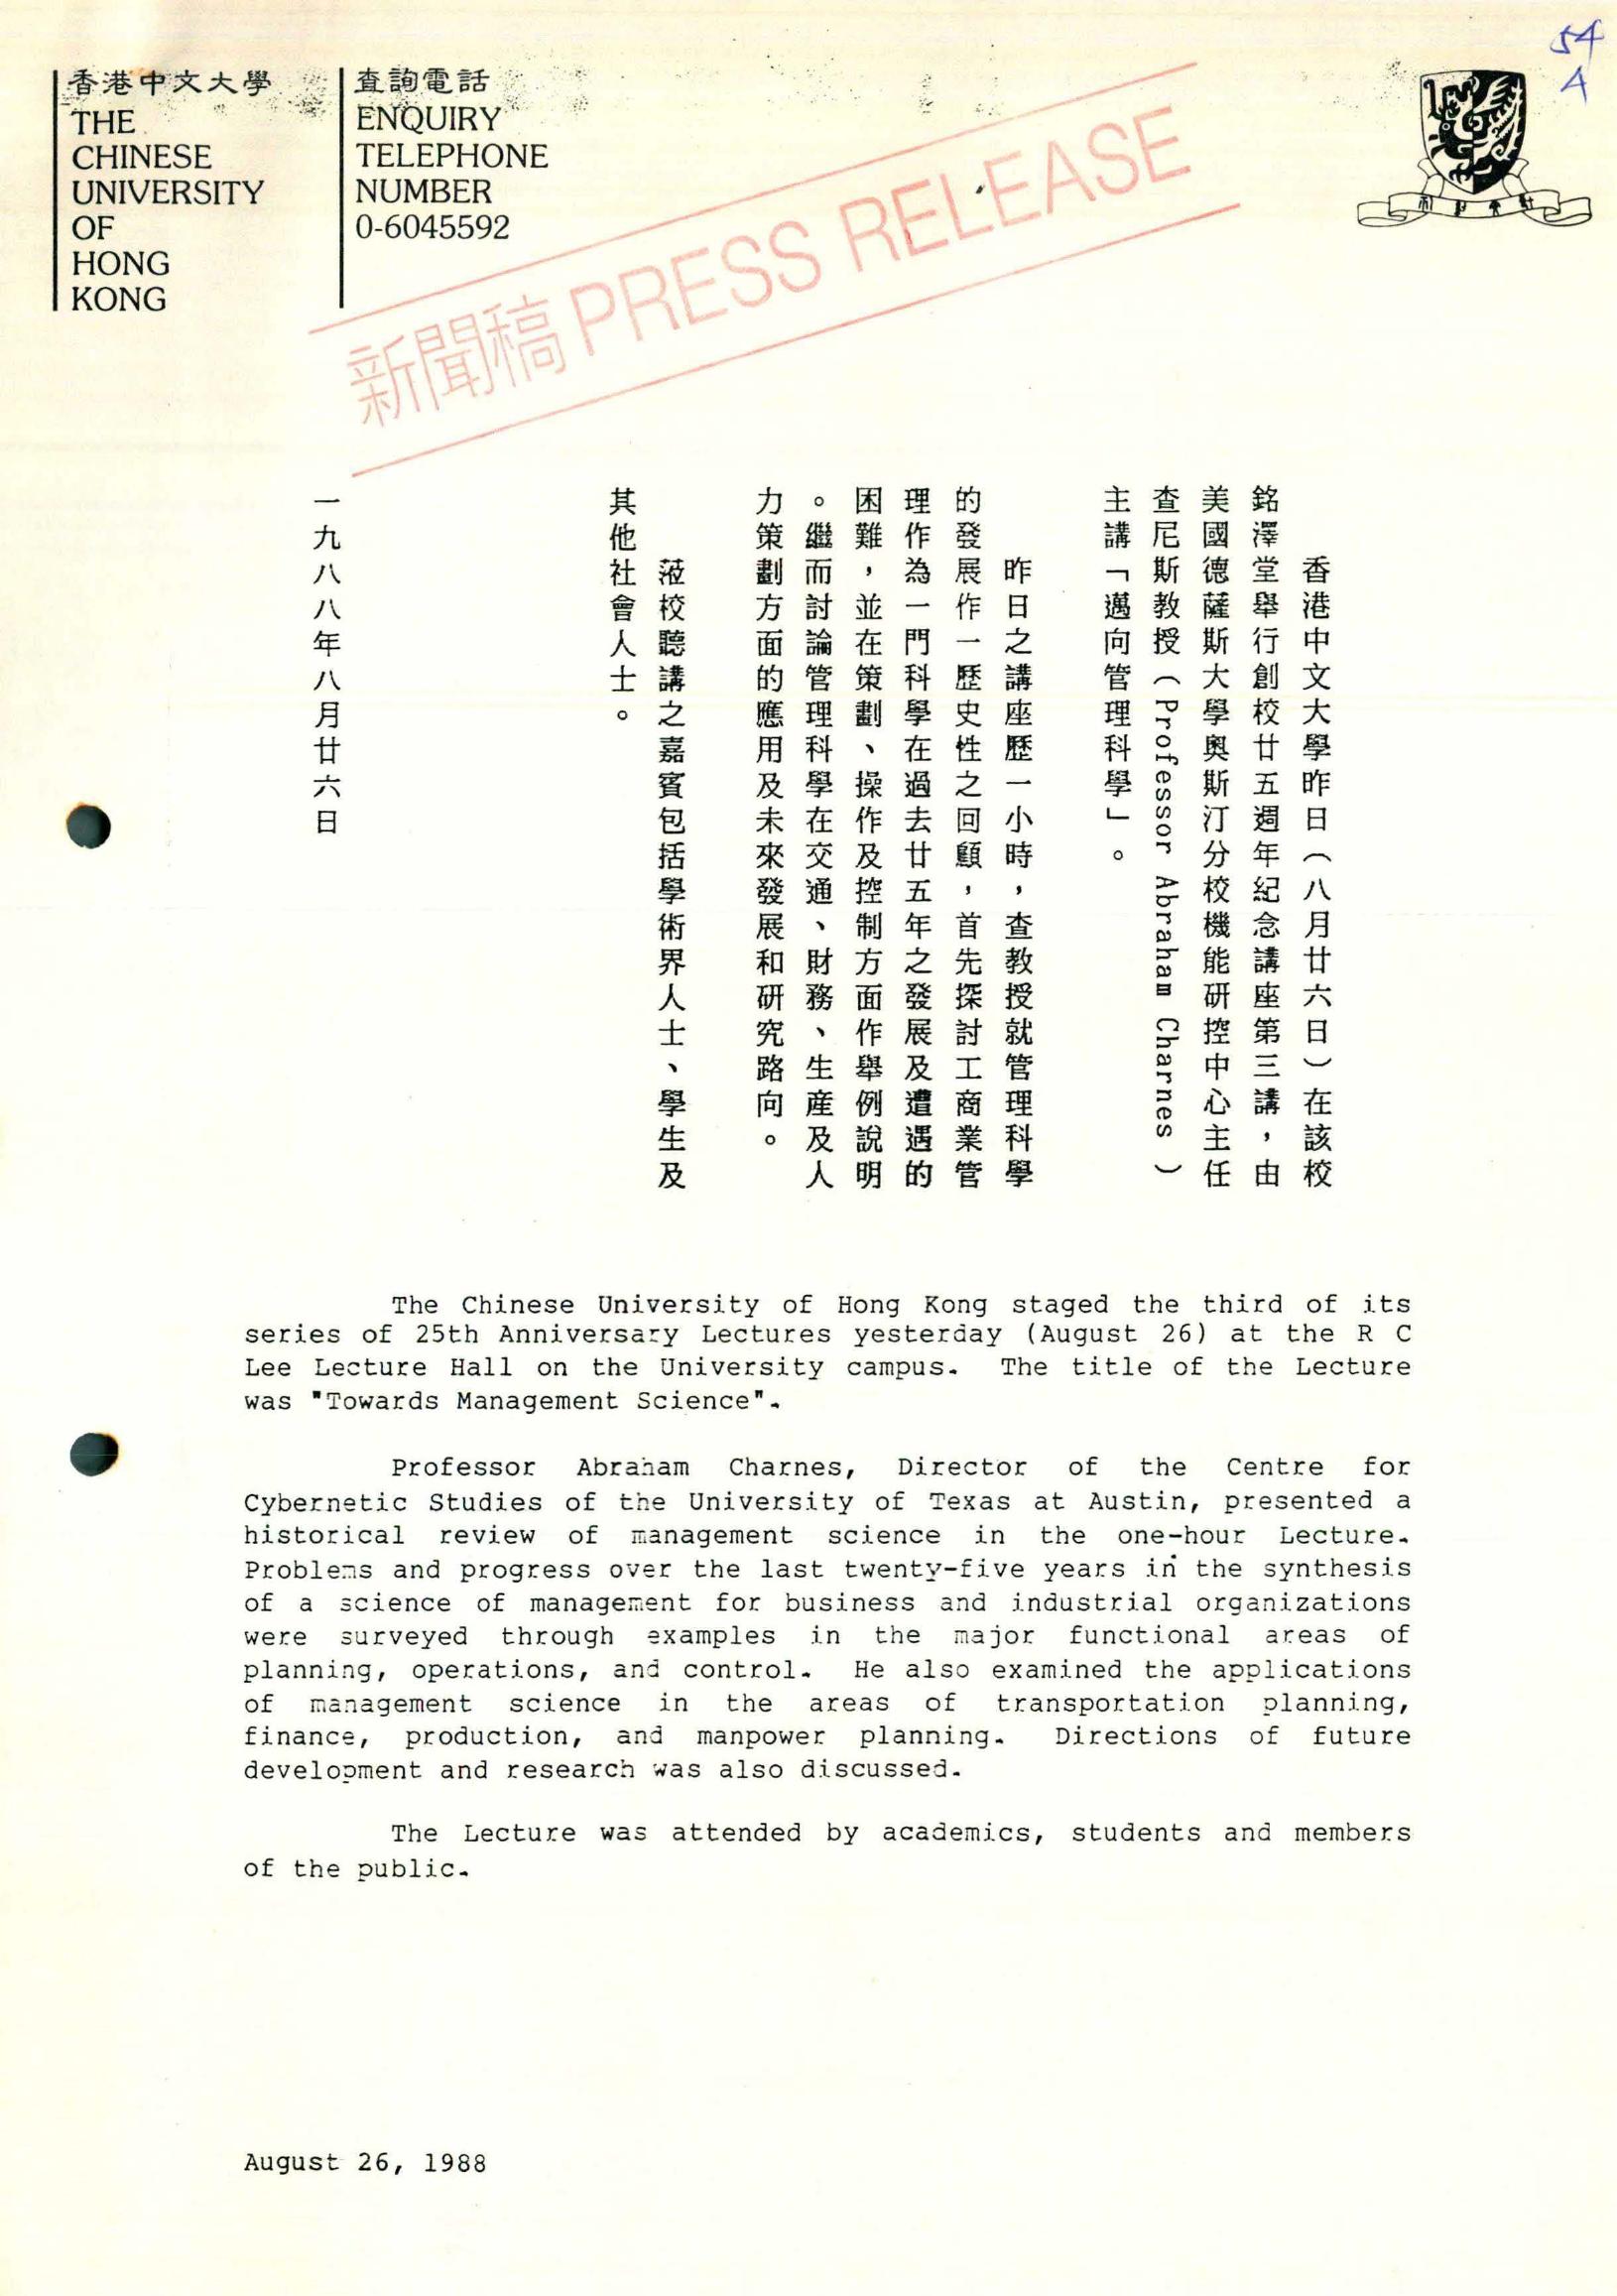 54
A
香港中文大學
THE
CHINESE
UNIVERSITY
OF
HONG
KONG
查詢電話
ENQUIRY
TELEPHONE
NUMBER
0-6045592
新聞稿 PRESS RELEASE
香港中文大學昨日（八月廿六日）在該校
銘澤堂舉行創校廿五週年紀念講座第三講，由
美國德薩斯大學奧斯汀分校機能研控中心主任
查尼斯教授（Professor Abraham Charnes）
主講「邁向管理科學」。
昨日之講座歷一小時，查教授就管理科學
的發展作一歷史性之回顧，首先探討工商業管
理作為一門科學在過去廿五年之發展及遭遇的
困難，並在策劃、操作及控制方面作舉例說明
。繼而討論管理科學在交通、財務、生産及人
力策劃方面的應用及未來發展和研究路向。
蒞校聽講之嘉賓包括學術界人士、學生及
其他社會人士。
一九八八年八月廿六日
The Chinese University of Hong Kong staged the third of its
series of 25th Anniversary Lectures yesterday (August 26) at the R C
Lee Lecture Hall on the University campus. The title of the Lecture
was "Towards Management Science".
Professor Abraham Charnes, Director of the Centre for
Cybernetic Studies of the University of Texas at Austin, presented a
historical review of management science in the one-hour Lecture.
Problems and progress over the last twenty-five years in the synthesis
of a science of management for business and industrial organizations
were surveyed through examples in the major functional areas of
planning, operations, and control. He also examined the applications
of management science in the areas of transportation planning,
finance, production, and manpower planning. Directions of future
development and research was also discussed.
The Lecture was attended by academics, students and members
of the public.
August 26, 1988